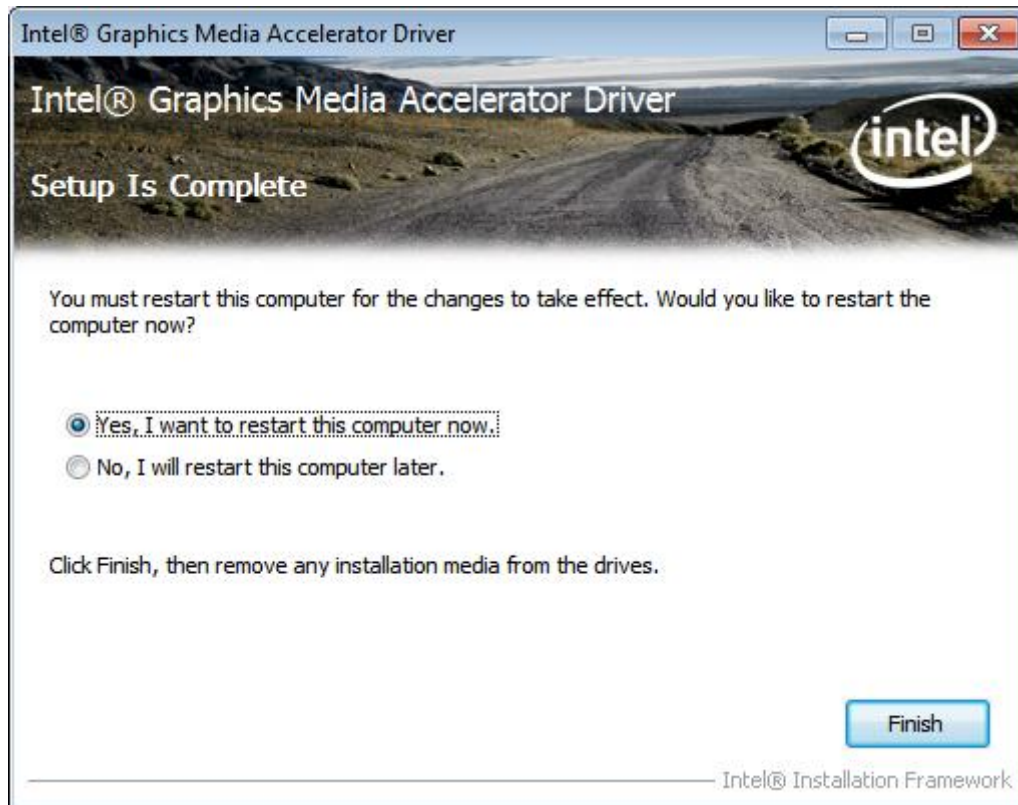 Intel® Graphics Media Accelerator Driver
Intel® Graphics Media Accelerator Driver
intel
Setup Is Complete
You must restart this computer for the changes to take effect. Would you like to restart the
computer now?
Yes, I want to restart this computer now.
No, I will restart this computer later.
Click Finish, then remove any installation media from the drives.
Finish
Intel® Installation Framework